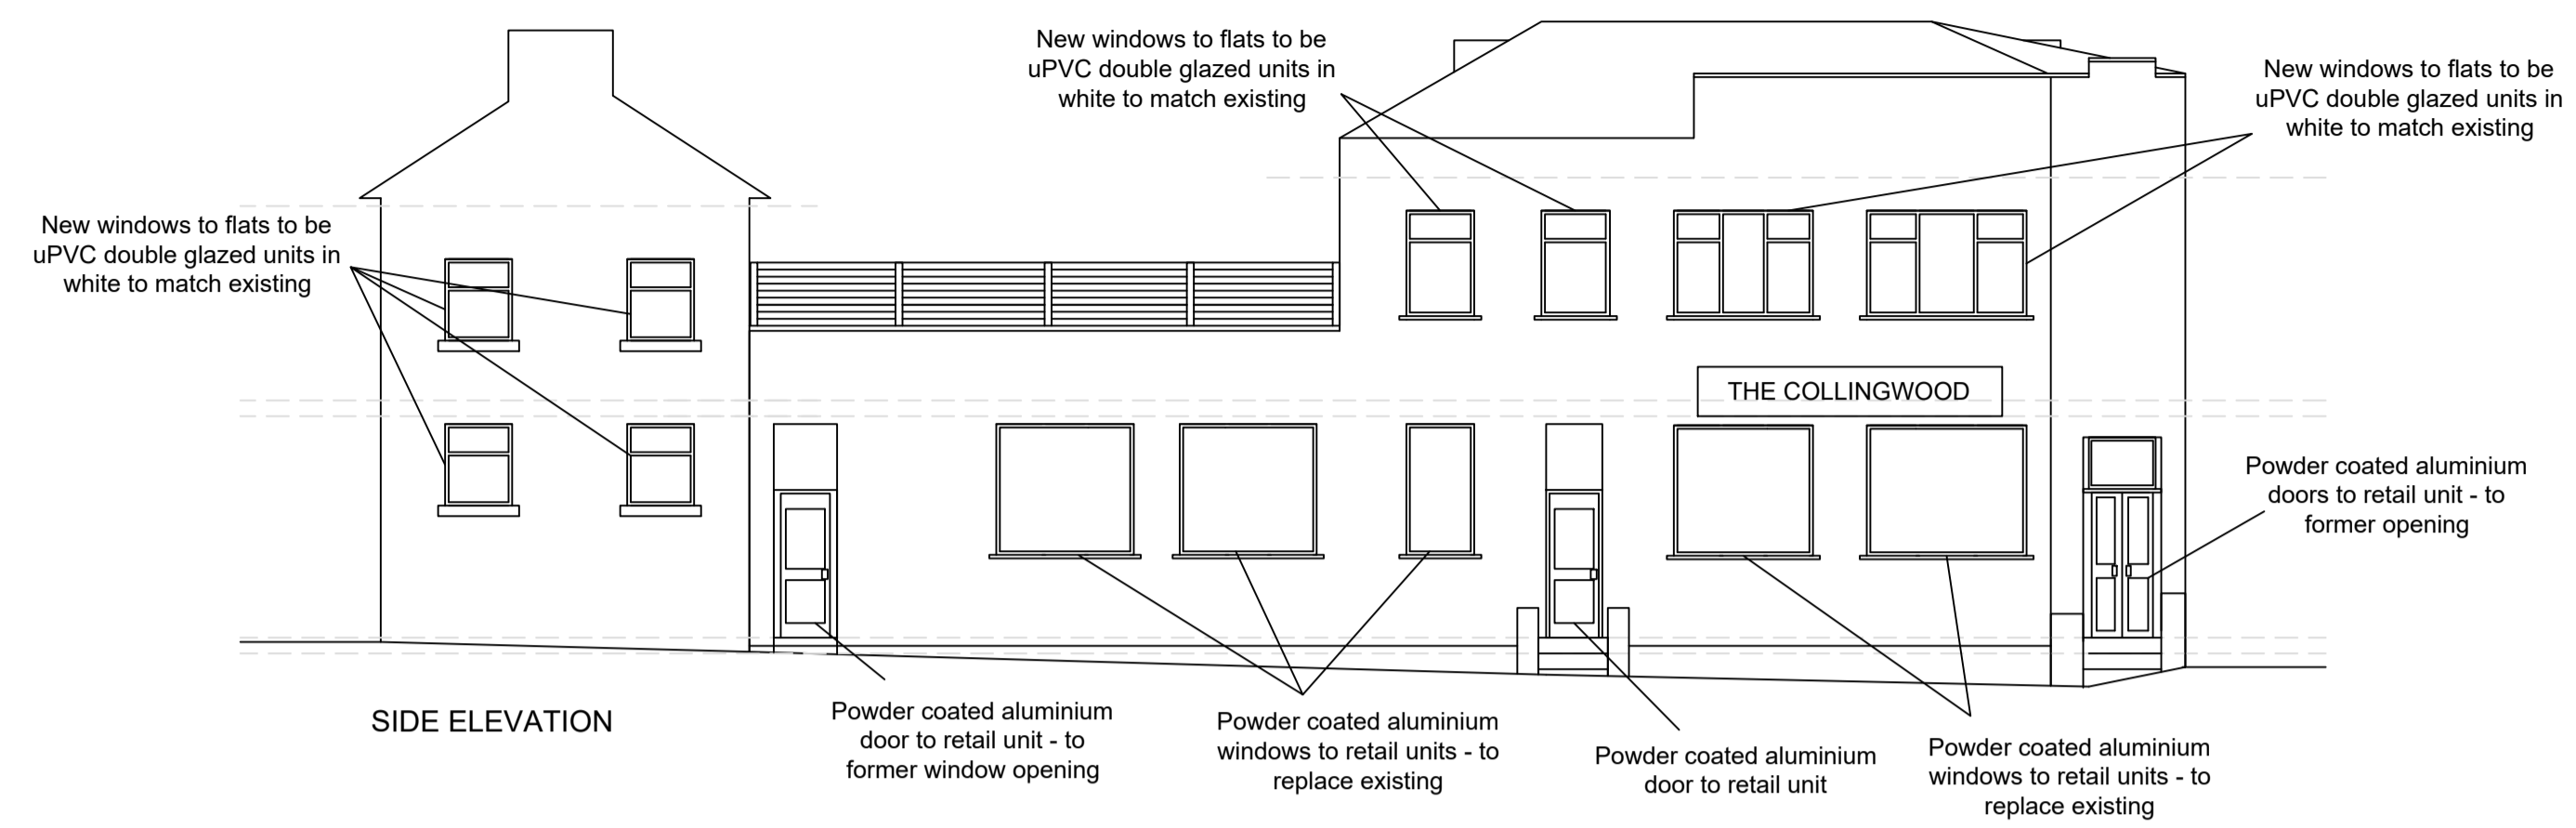 New windows to flats to be
uPVC double glazed units in
white to match existing
New windows to flats to be
uPVC double glazed units in
white to match existing
New windows to flats to be
uPVC double glazed units in
white to match existing
THE COLLINGWOOD
Powder coated aluminium
doors to retail unit - to
former opening
SIDE ELEVATION
Powder coated aluminium
door to retail unit - to
former window opening
Powder coated aluminium
windows to retail units - to
replace existing
Powder coated aluminium
door to retail unit
Powder coated aluminium
windows to retail units - to
replace existing